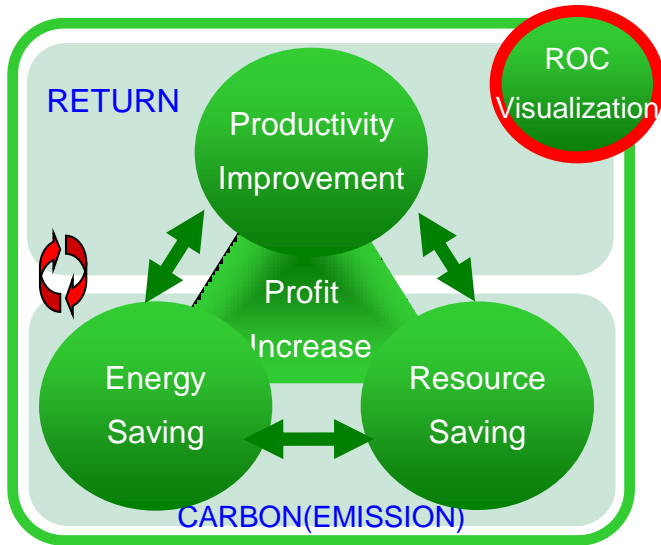 RETURN
ROC
Visualization
Productivity
Improvement
Profit
Increase
Energy
Saving
Resource
Saving
CARBON(EMISSION)